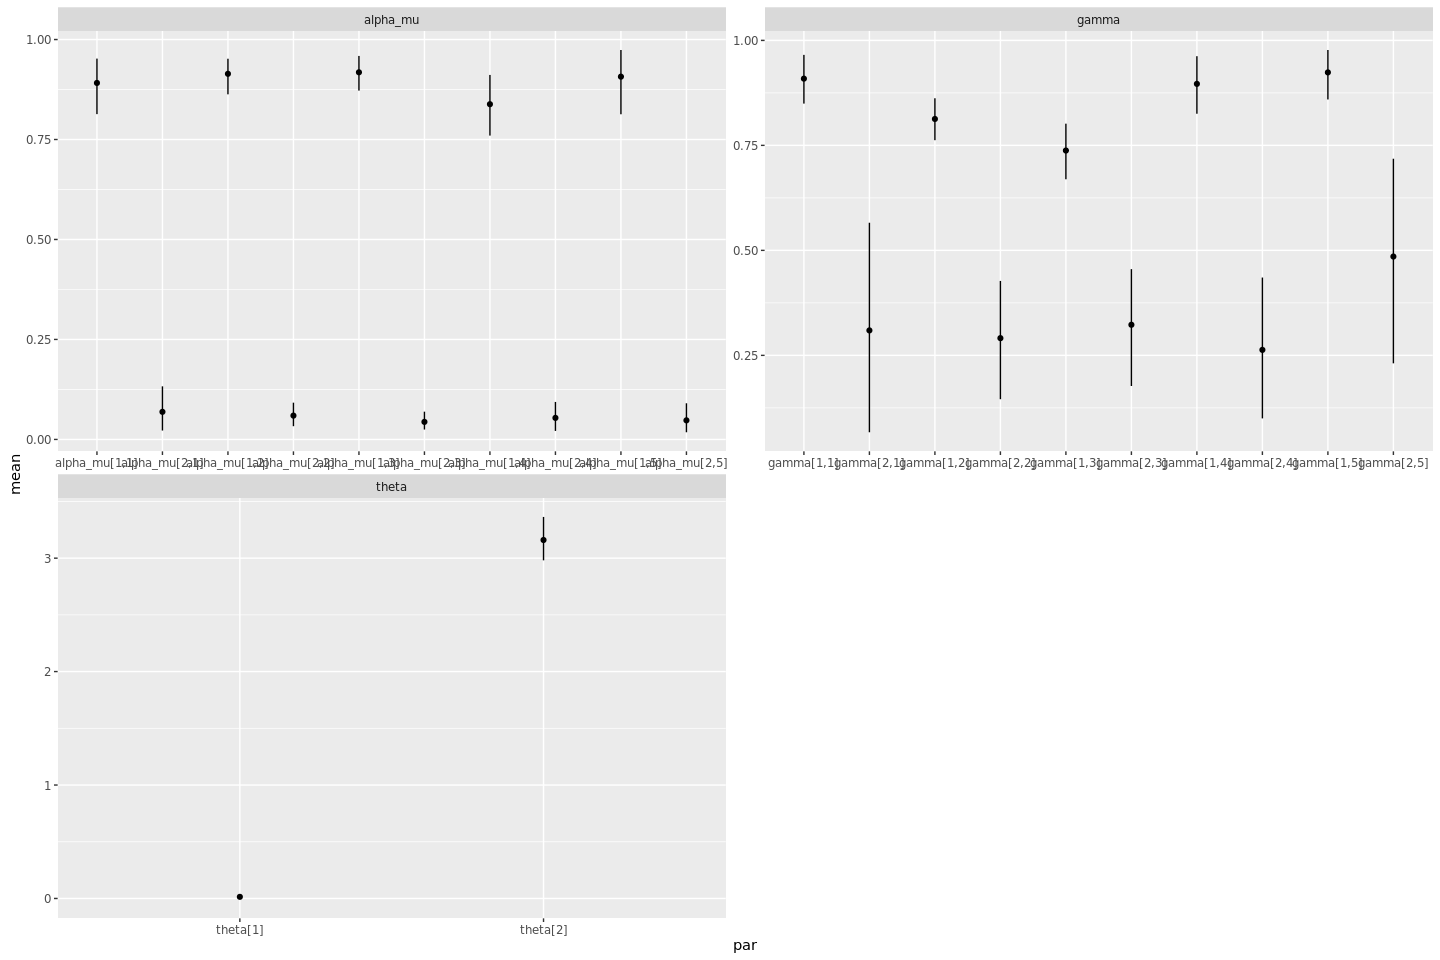 alpha_mu
1.00
0.75
0.50
0.25
0.00
alpha_mu[1,1] alpha_mu[2,1] alpha_mu[1,2] alpha_mu[2,2] alpha_mu[1,3] alpha_mu[2,3] alpha_mu[1,4] alpha_mu[2,4] alpha_mu[1,5] alpha_mu[2,5]
gamma
1.00
0.75
0.50
0.25
gamma[1,1] gamma[2,1] gamma[1,2] gamma[2,2] gamma[1,3] gamma[2,3] gamma[1,4] gamma[2,4] gamma[1,5] gamma[2,5]
mean
theta
3
2
1
0
theta[1] theta[2]
par